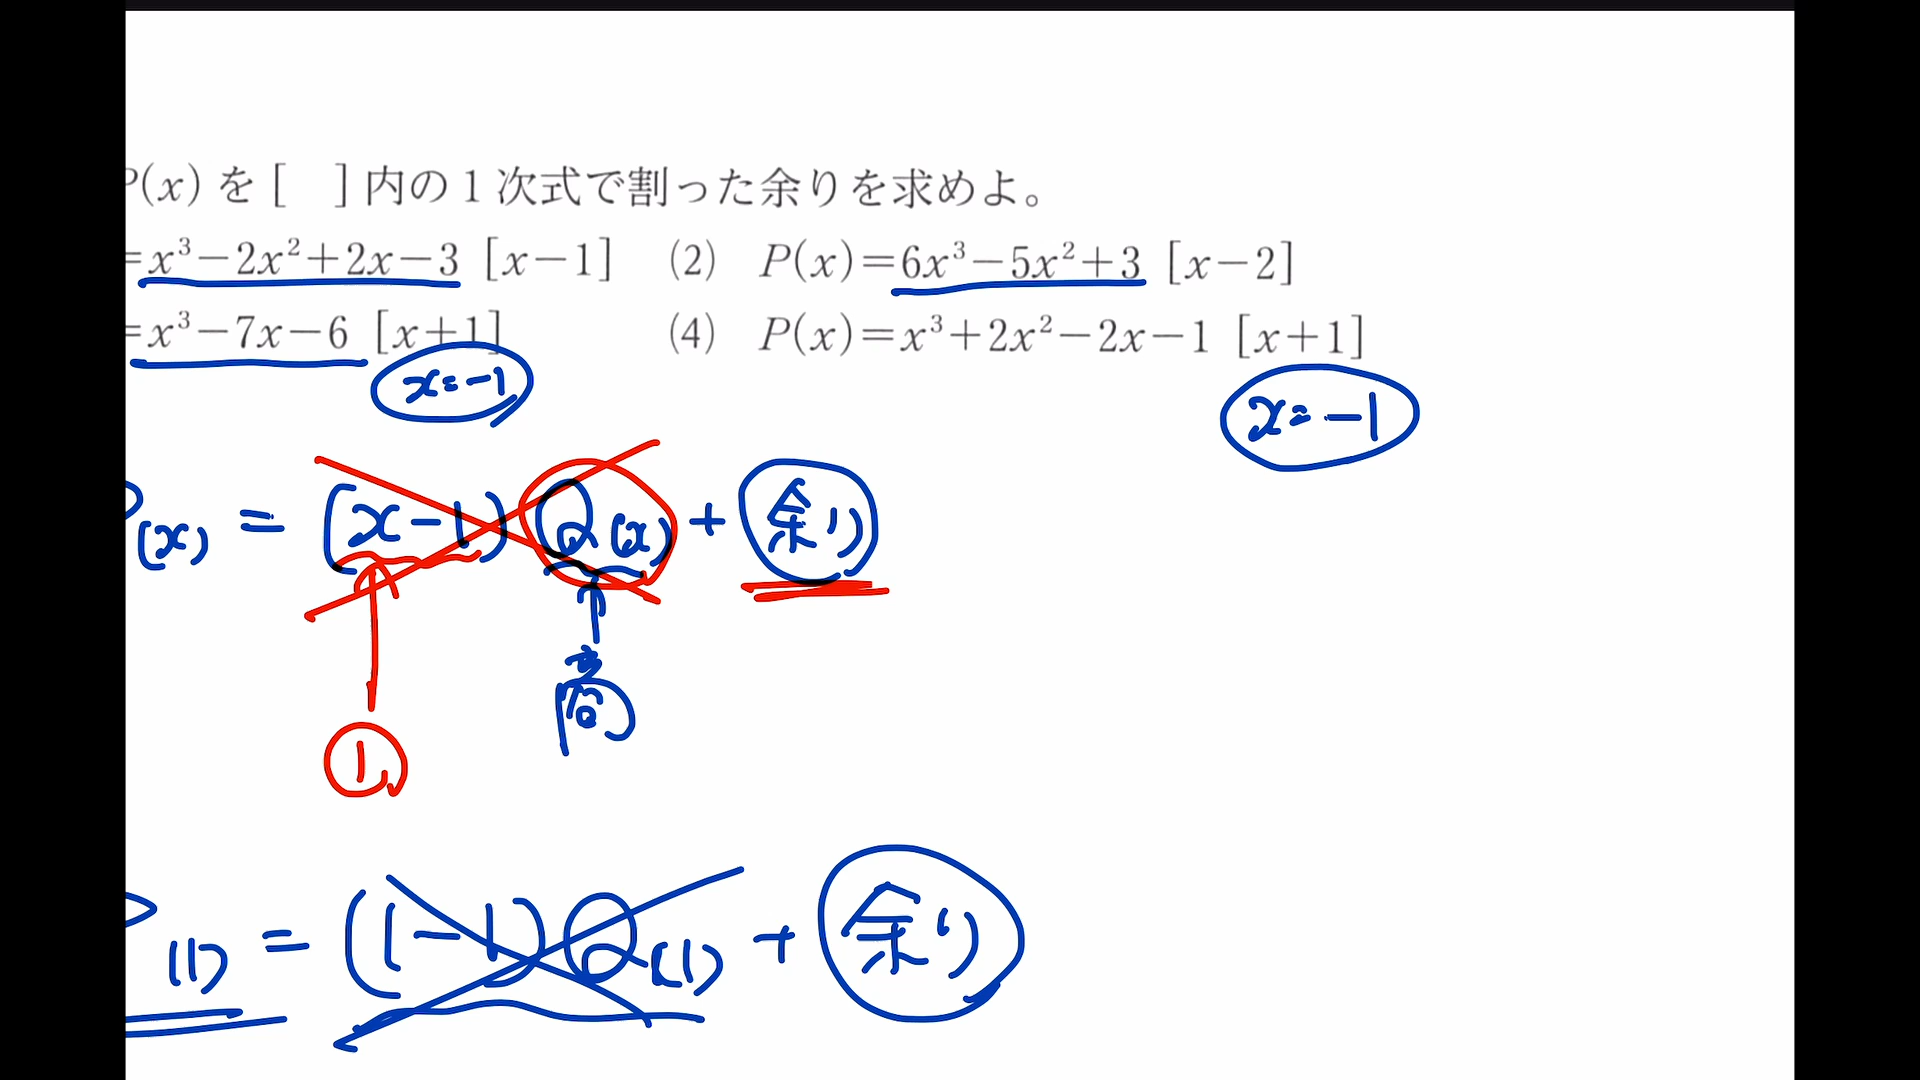 P(x) を [ ] 内の 1 次式で割った余りを求めよ。
=x³−2x²+2x−3 [x−1] (2) P(x)=6x³−5x²+3 [x−2]
=x³−7x−6 [x+1] (4) P(x)=x³+2x²−2x−1 [x+1]
x=−1
x=−1
P(x) = (x−1) Q(x) + 余り
商
1
P(1) = (1−1) Q(1) + 余り